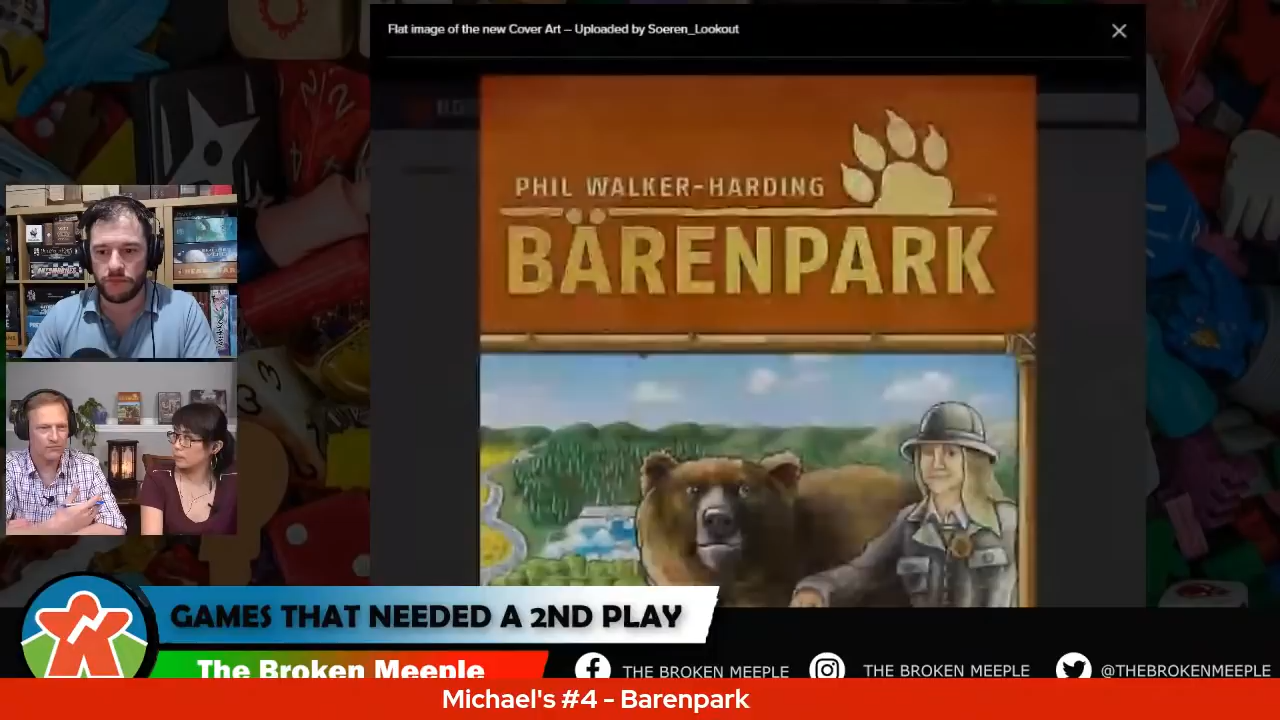 Flat image of the new Cover Art – Uploaded by Soeren_Lookout
PHIL WALKER-HARDING
BÄRENPARK
GAMES THAT NEEDED A 2ND PLAY
The Broken Meeple
THE BROKEN MEEPLE
THE BROKEN MEEPLE
@THEBROKENMEEPLE
Michael's #4 - Barenpark